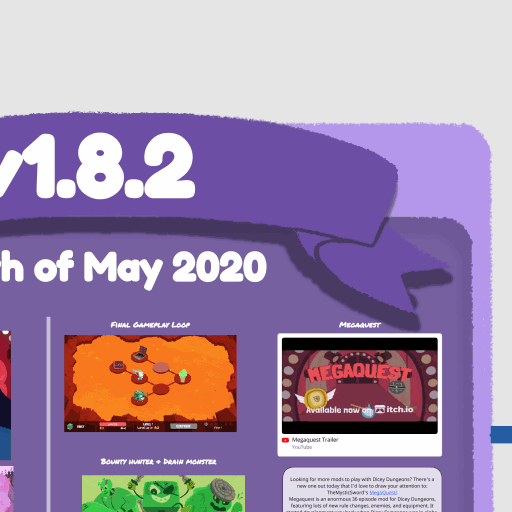 v1.8.2
th of May 2020
Final Gameplay Loop
Megaquest
MEGAQUEST
Available now on itch.io
Megaquest Trailer
YouTube
Bounty hunter & Drain monster
Looking for more mods to play with Dicey Dungeons? There's a
new one out today that I'd love to draw your attention to:
TheMysticSword's MegaQuest!
Megaquest is an enormous 36 episode mod for Dicey Dungeons,
featuring lots of new rule changes, enemies, and equipment. It